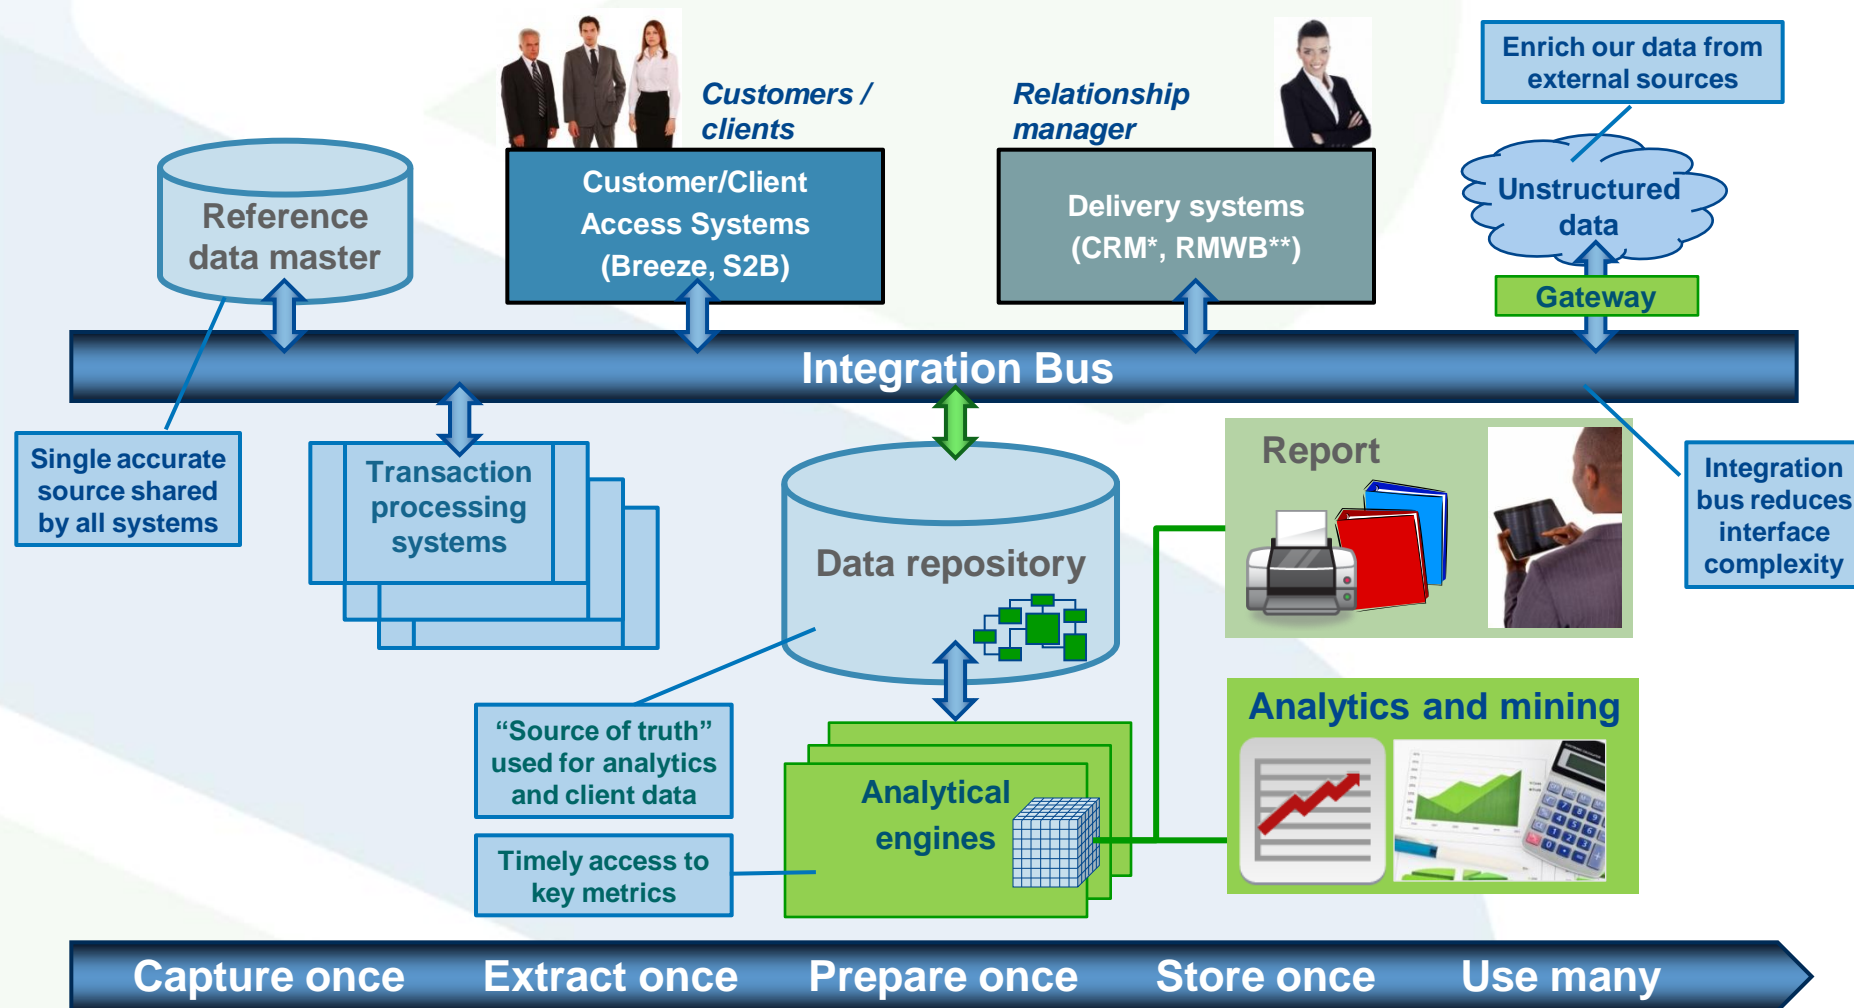 Enrich our data from
external sources
Customers /
clients
Relationship
manager
Reference
data master
Customer/Client
Access Systems
(Breeze, S2B)
Delivery systems
(CRM*, RMWB**)
Unstructured
data
Gateway
Integration Bus
Single accurate
source shared
by all systems
Transaction
processing
systems
Data repository
Report
Integration
bus reduces
interface
complexity
“Source of truth”
used for analytics
and client data
Timely access to
key metrics
Analytical
engines
Analytics and mining
Capture once
Extract once
Prepare once
Store once
Use many